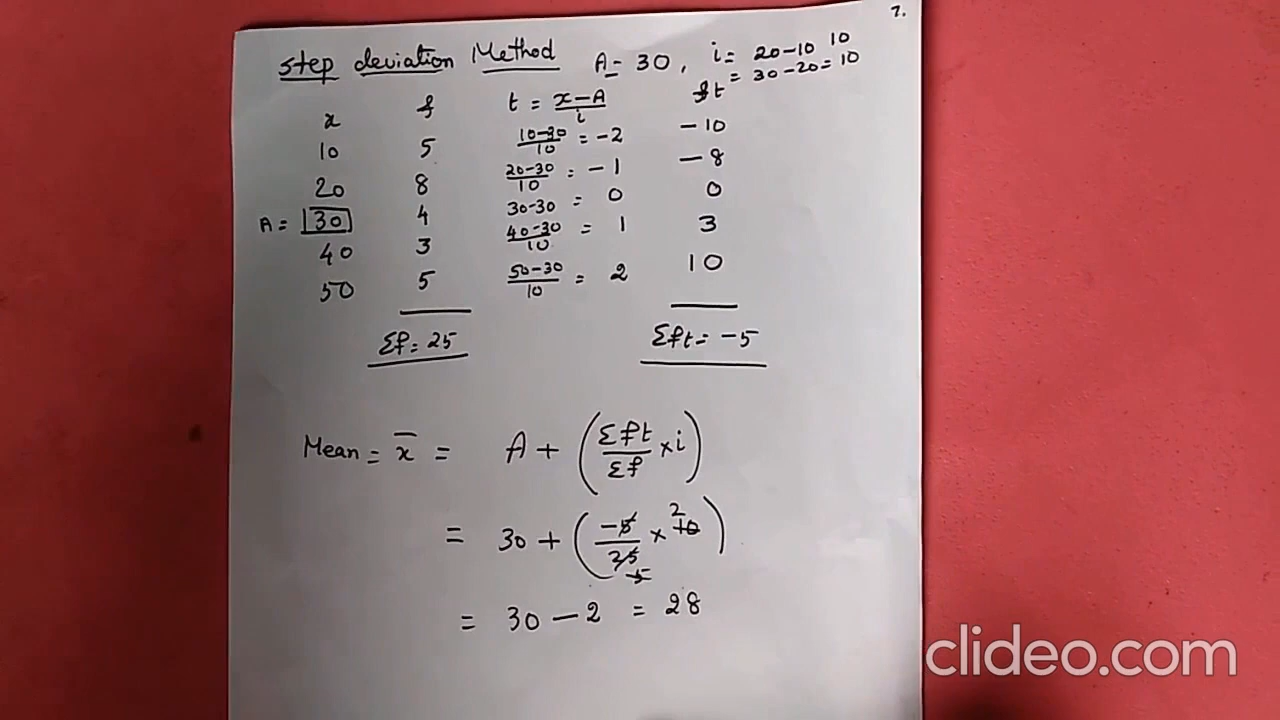 7.
Step deviation Method A = 30, i = 20-10 10
= 30-20 = 10
x f t = x-A/i ft
10 5 10-30/10 = -2 -10
20 8 20-30/10 = -1 -8
A = 30 4 30-30 = 0 0
40 3 40-30/10 = 1 3
50 5 50-30/10 = 2 10
Σf = 25 Σft = -5
Mean = x̄ = A + (Σft/Σf × i)
= 30 + (-5/25 5 × 10 2)
= 30 - 2 = 28
clideo.com